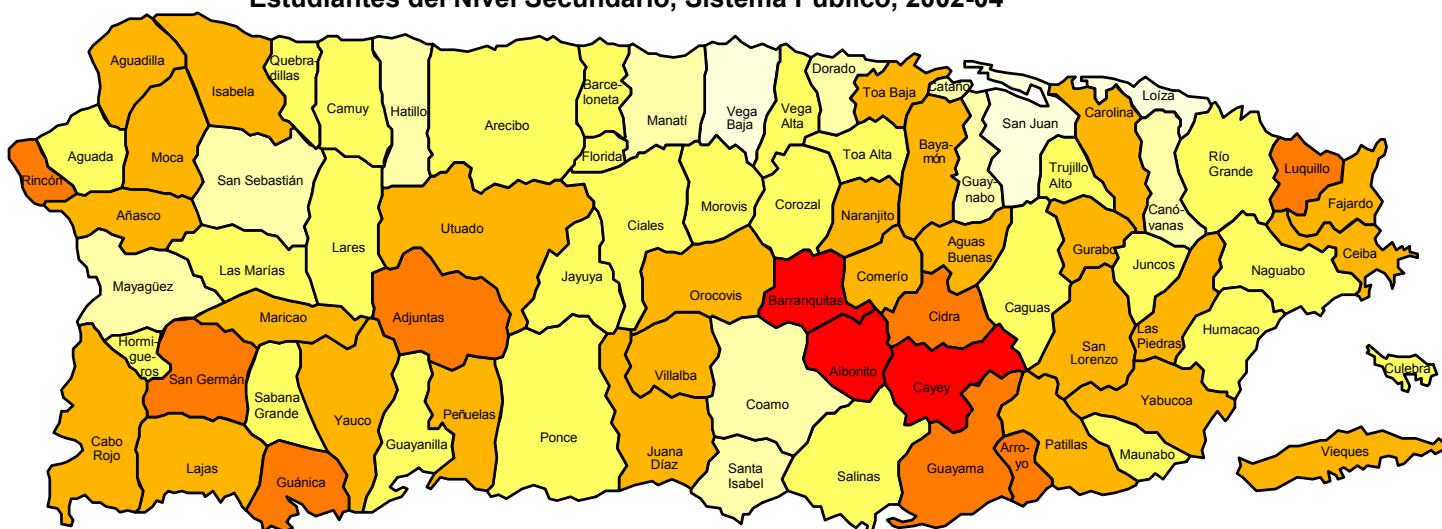 Estudiantes del Nivel Secundario, Sistema Público, 2002-04
Aguadilla
Isabela
Quebra-
dillas
Camuy
Hatillo
Arecibo
Barce-
loneta
Florida
Manatí
Vega
Baja
Vega
Alta
Dorado
Toa Baja
Cataño
Toa Alta
Baya-
món
Guay-
nabo
San Juan
Trujillo
Alto
Carolina
Loíza
Canó-
vanas
Río
Grande
Luquillo
Fajardo
Ceiba
Rincón
Aguada
Moca
Añasco
San Sebastián
Lares
Utuado
Ciales
Morovis
Corozal
Naranjito
Comerío
Aguas
Buenas
Caguas
Gurabo
Juncos
Naguabo
Mayagüez
Las Marías
Maricao
Adjuntas
Jayuya
Orocovis
Barranquitas
Cidra
San
Lorenzo
Las
Piedras
Humacao
Culebra
Hormi-
gue-
ros
San Germán
Sabana
Grande
Yauco
Guayanilla
Peñuelas
Ponce
Villalba
Juana
Díaz
Coamo
Aibonito
Cayey
Yabucoa
Cabo
Rojo
Lajas
Guánica
Santa
Isabel
Salinas
Guayama
Arro-
yo
Patillas
Maunabo
Vieques